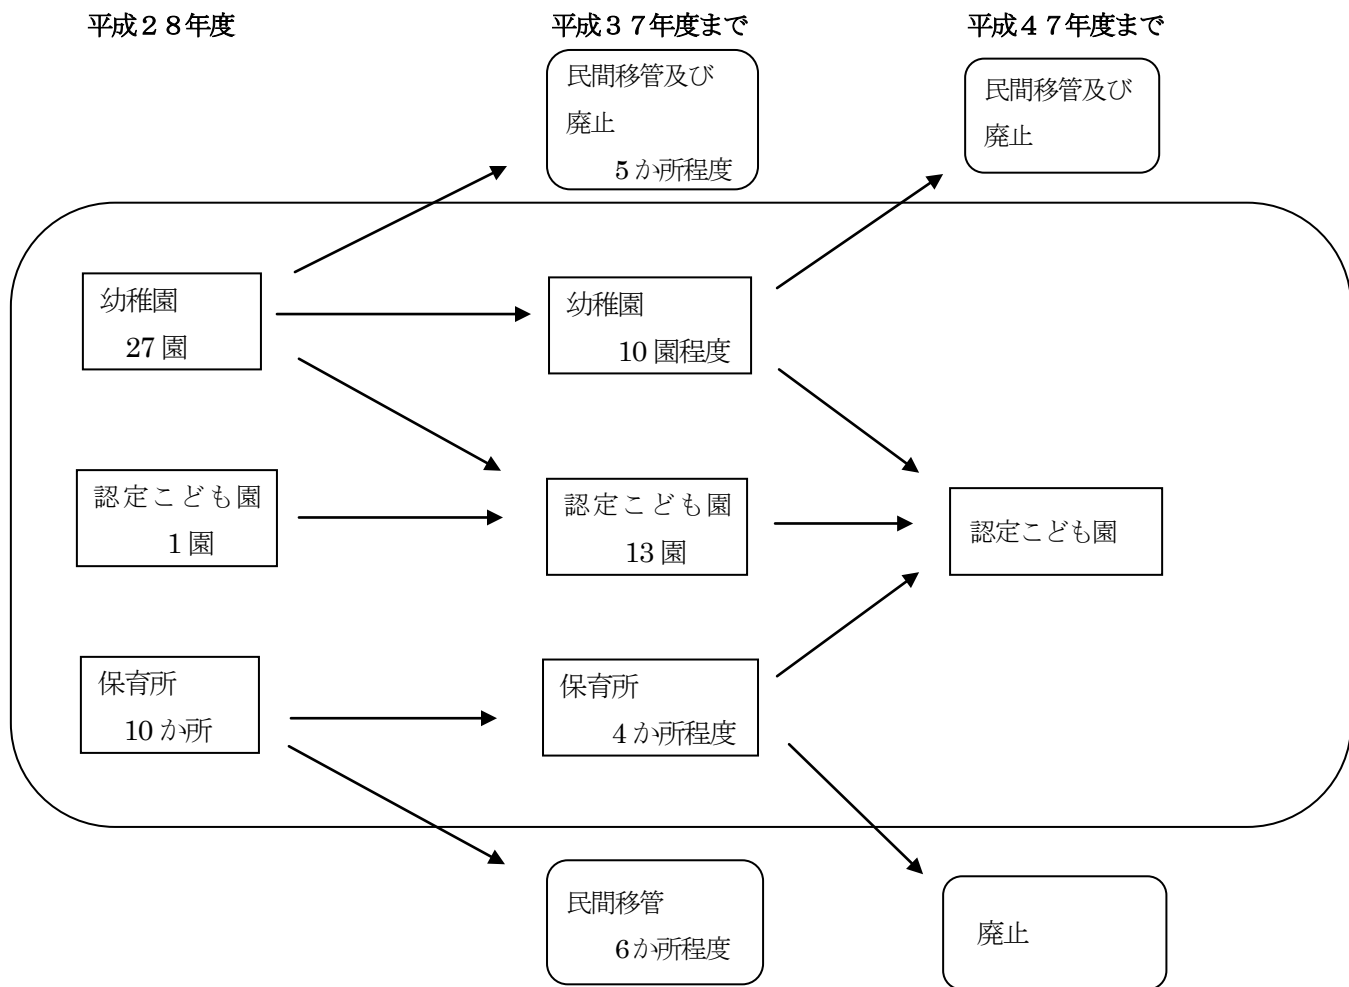 平成２８年度
平成３７年度まで
平成４７年度まで
民間移管及び
廃止
5か所程度
民間移管及び
廃止
幼稚園
27園
幼稚園
10園程度
認定こども園
1園
認定こども園
13園
認定こども園
保育所
10か所
保育所
4か所程度
民間移管
6か所程度
廃止